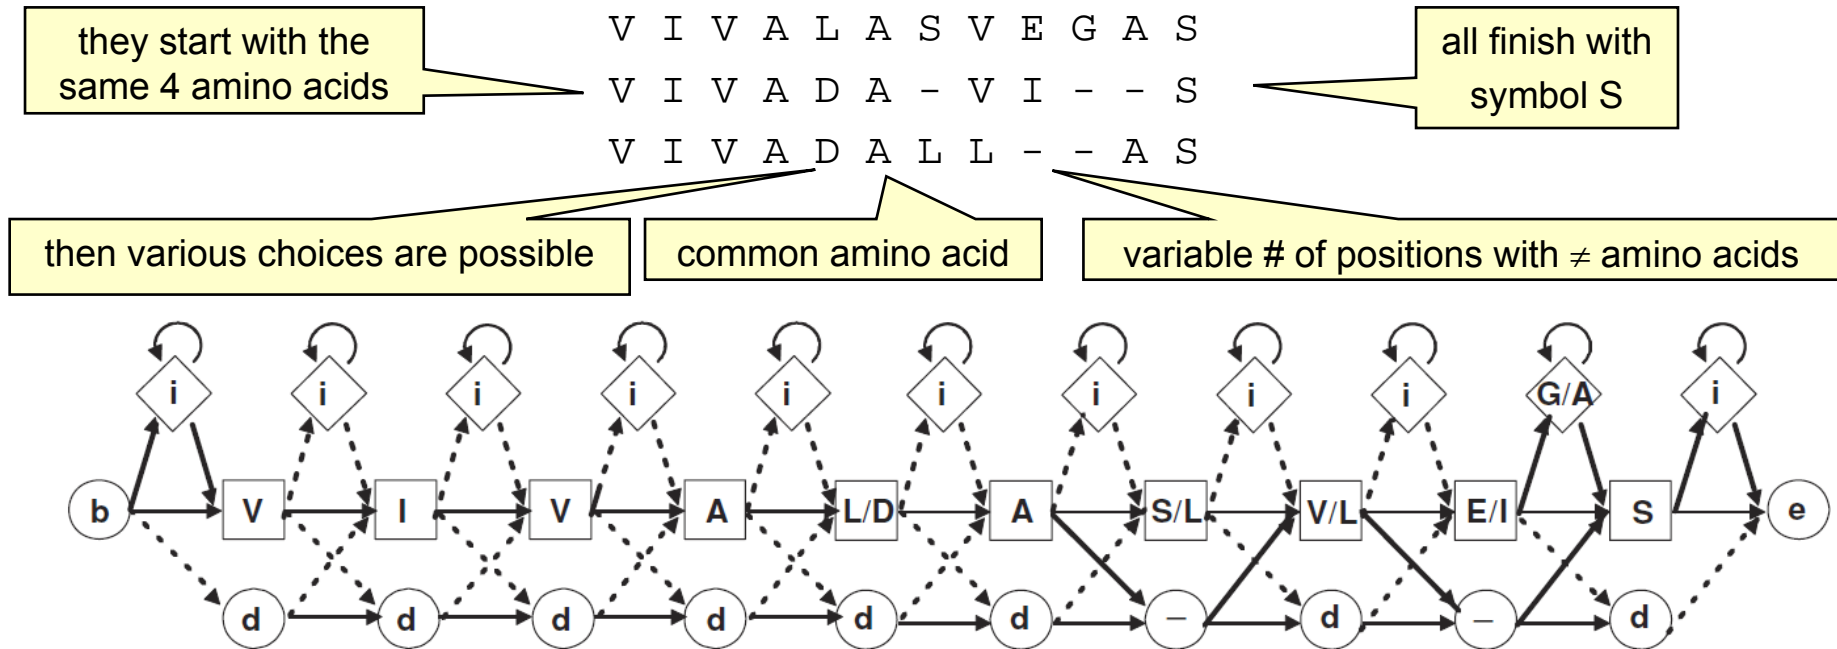 they start with the
same 4 amino acids
V I V A L A S V E G A S
V I V A D A - V I - - S
V I V A D A L L - - A S
all finish with
symbol S
then various choices are possible
common amino acid
variable # of positions with ≠ amino acids
i i i i i i i i i G/A i
b V I V A L/D A S/L V/L E/I S e
d d d d d d – d – d